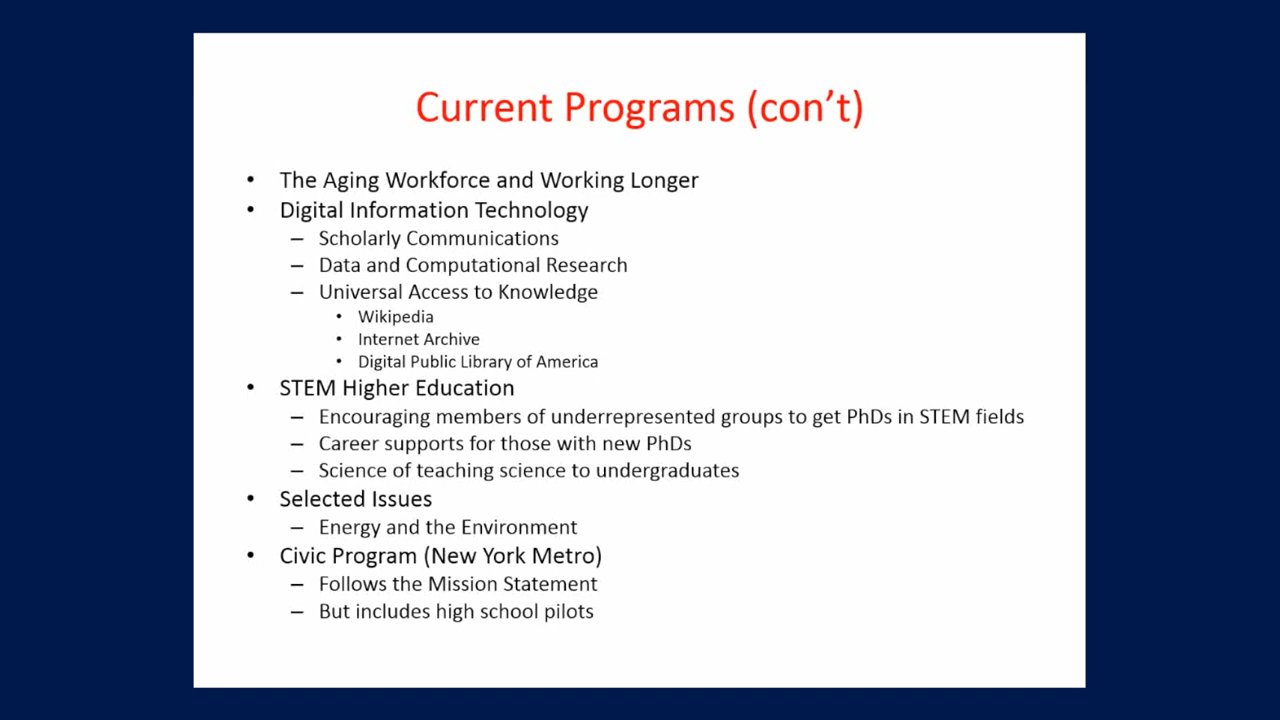 Current Programs (con’t)
• The Aging Workforce and Working Longer
• Digital Information Technology
– Scholarly Communications
– Data and Computational Research
– Universal Access to Knowledge
• Wikipedia
• Internet Archive
• Digital Public Library of America
• STEM Higher Education
– Encouraging members of underrepresented groups to get PhDs in STEM fields
– Career supports for those with new PhDs
– Science of teaching science to undergraduates
• Selected Issues
– Energy and the Environment
• Civic Program (New York Metro)
– Follows the Mission Statement
– But includes high school pilots